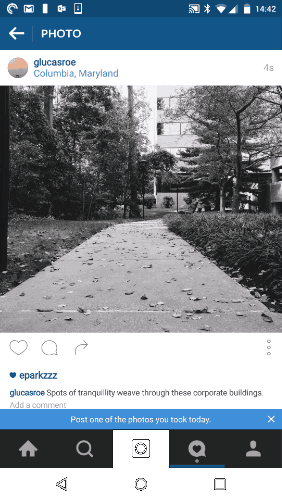 14:42
PHOTO
glucasroe
Columbia, Maryland
4s
eparkzzz
glucasroe Spots of tranquillity weave through these corporate buildings.
Add a comment
Post one of the photos you took today.